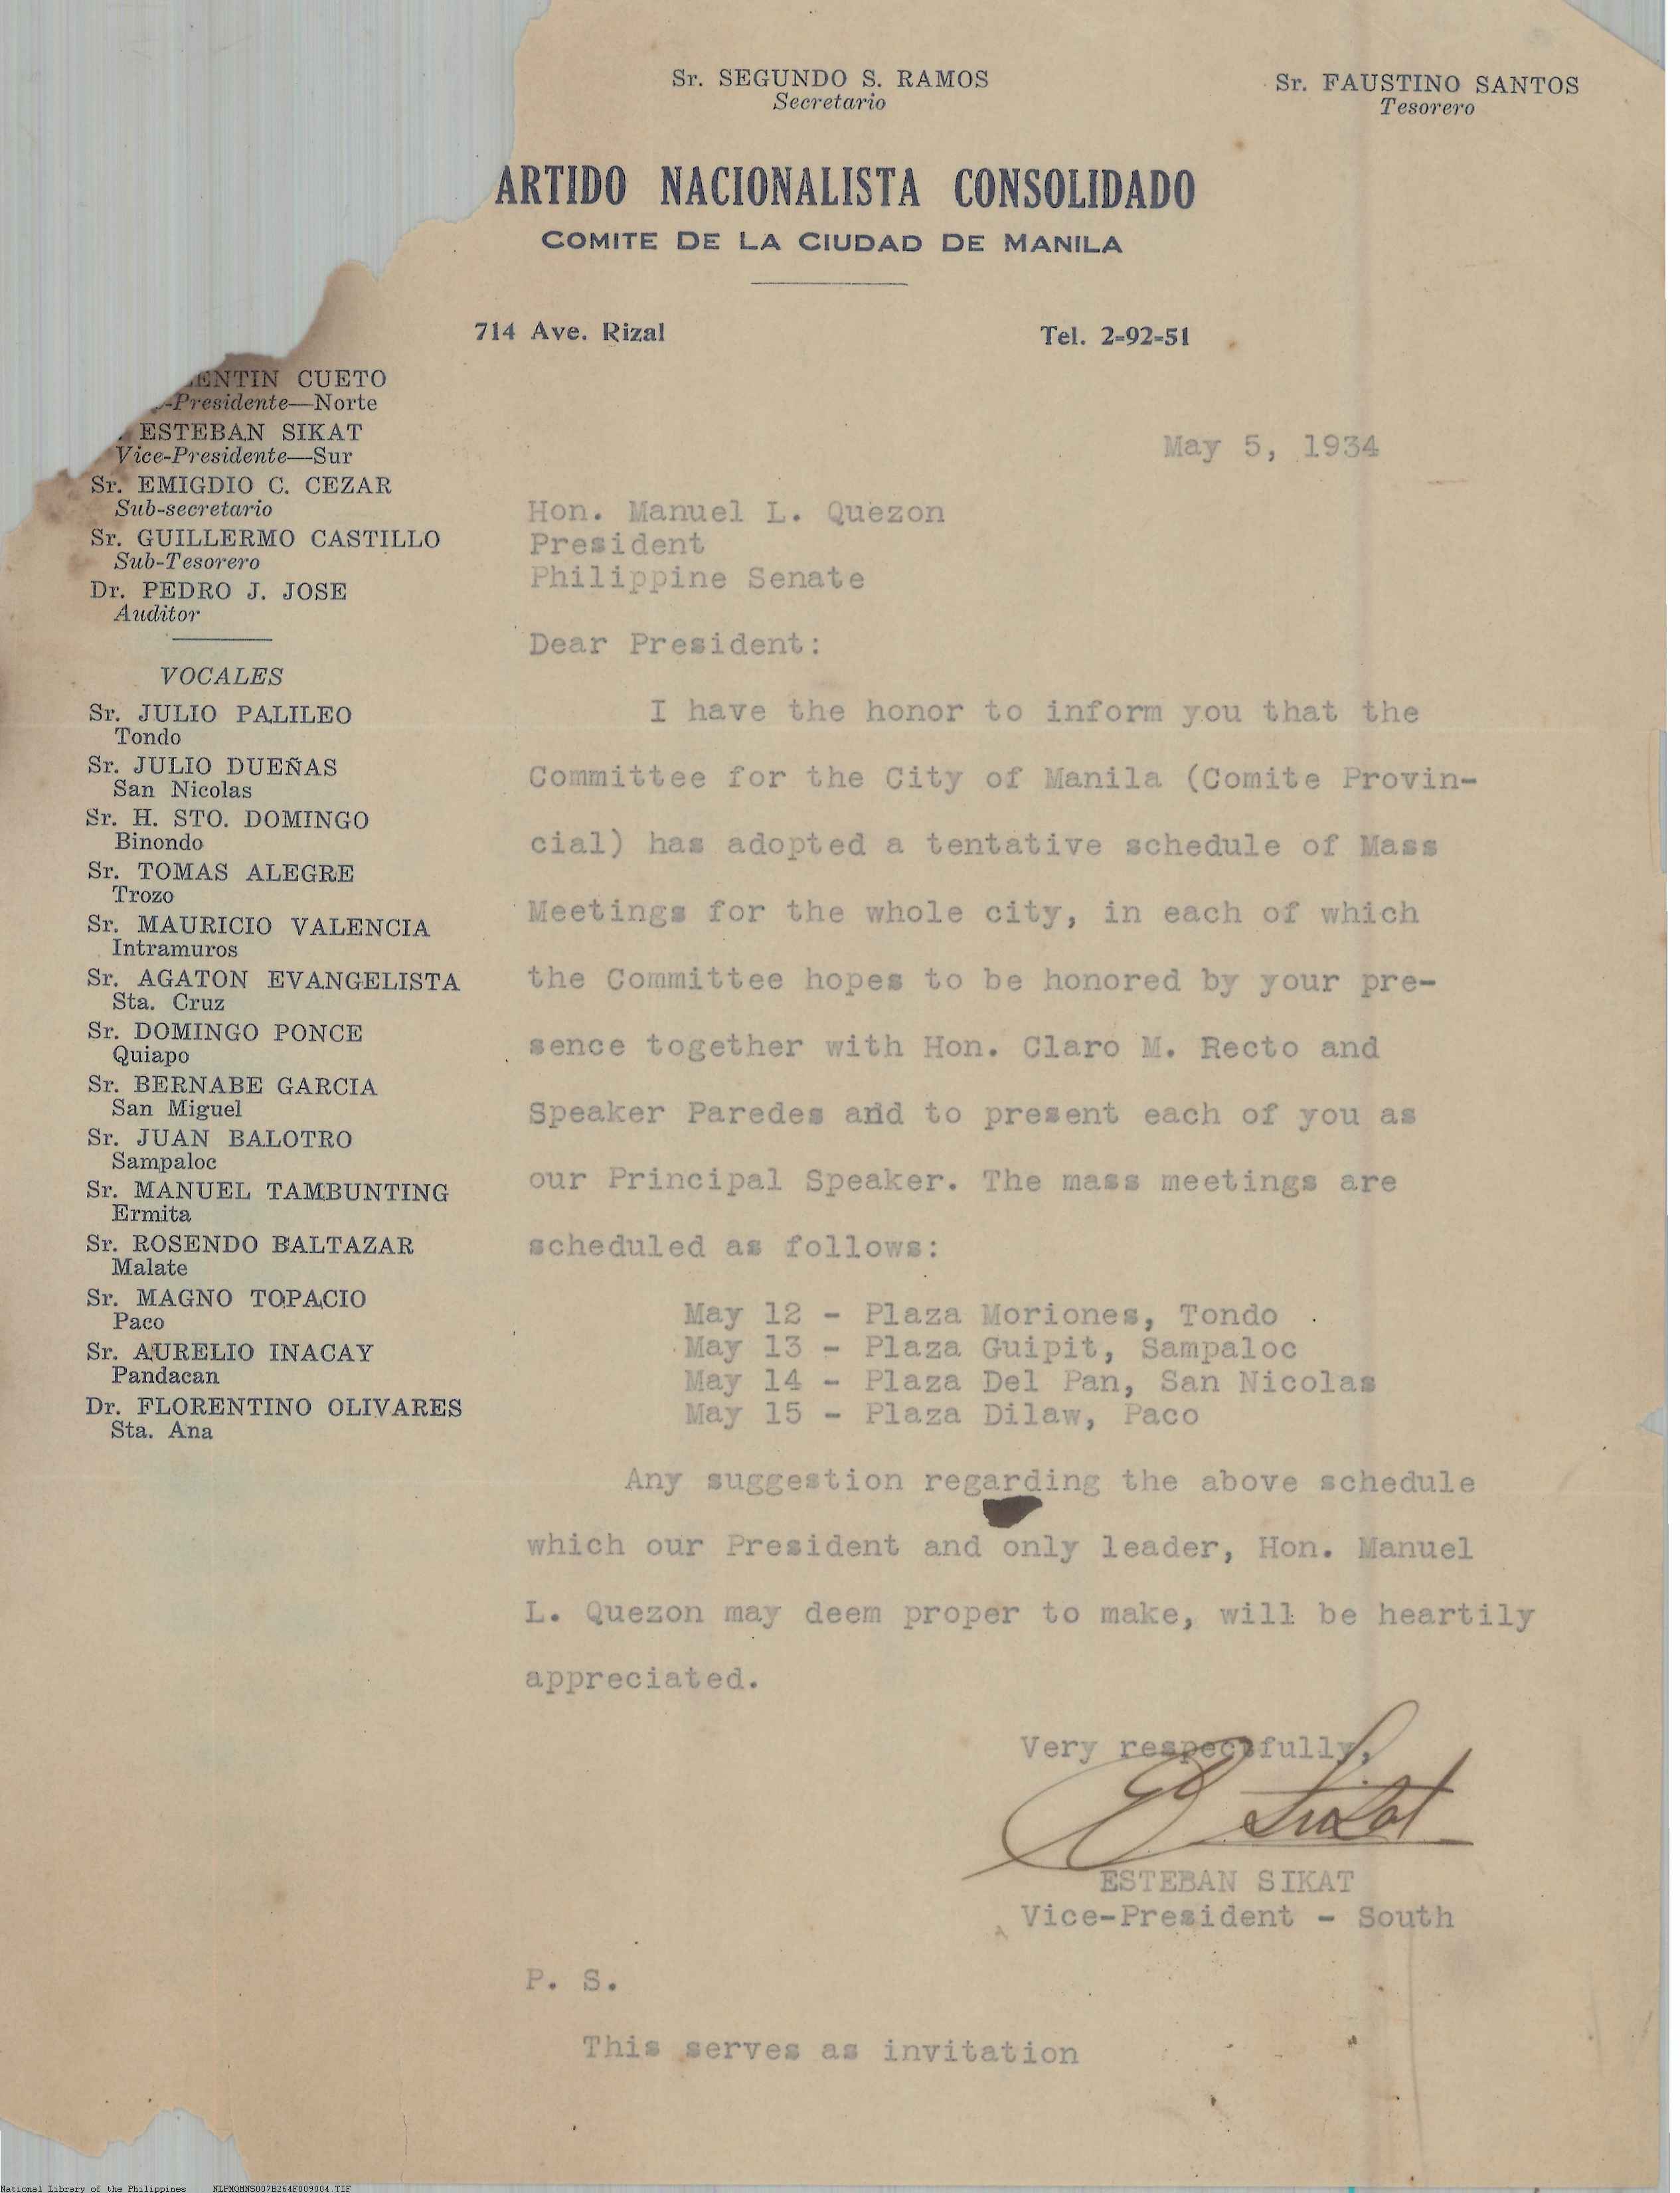 Sr. SEGUNDO S. RAMOS
Secretario
Sr. FAUSTINO SANTOS
Tesorero
ARTIDO NACIONALISTA CONSOLIDADO
COMITE DE LA CIUDAD DE MANILA
714 Ave. Rizal Tel. 2-92-51
ENTIN CUETO
-Presidente—Norte
ESTEBAN SIKAT
Vice-Presidente—Sur
Sr. EMIGDIO C. CEZAR
Sub-secretario
Sr. GUILLERMO CASTILLO
Sub-Tesorero
Dr. PEDRO J. JOSE
Auditor
VOCALES
Sr. JULIO PALILEO
Tondo
Sr. JULIO DUEÑAS
San Nicolas
Sr. H. STO. DOMINGO
Binondo
Sr. TOMAS ALEGRE
Trozo
Sr. MAURICIO VALENCIA
Intramuros
Sr. AGATON EVANGELISTA
Sta. Cruz
Sr. DOMINGO PONCE
Quiapo
Sr. BERNABE GARCIA
San Miguel
Sr. JUAN BALOTRO
Sampaloc
Sr. MANUEL TAMBUNTING
Ermita
Sr. ROSENDO BALTAZAR
Malate
Sr. MAGNO TOPACIO
Paco
Sr. AURELIO INACAY
Pandacan
Dr. FLORENTINO OLIVARES
Sta. Ana
May 5, 1934
Hon. Manuel L. Quezon
President
Philippine Senate
Dear President:
I have the honor to inform you that the
Committee for the City of Manila (Comite Provin-
cial) has adopted a tentative schedule of Mass
Meetings for the whole city, in each of which
the Committee hopes to be honored by your pre-
sence together with Hon. Claro M. Recto and
Speaker Paredes and to present each of you as
our Principal Speaker. The mass meetings are
scheduled as follows:
May 12 - Plaza Moriones, Tondo
May 13 - Plaza Guipit, Sampaloc
May 14 - Plaza Del Pan, San Nicolas
May 15 - Plaza Dilaw, Paco
Any suggestion regarding the above schedule
which our President and only leader, Hon. Manuel
L. Quezon may deem proper to make, will be heartily
appreciated.
Very respectfully,
E Sikat
ESTEBAN SIKAT
Vice-President - South
P. S.
This serves as invitation
National Library of the Philippines NLPMQMNS007B264F009004.TIF